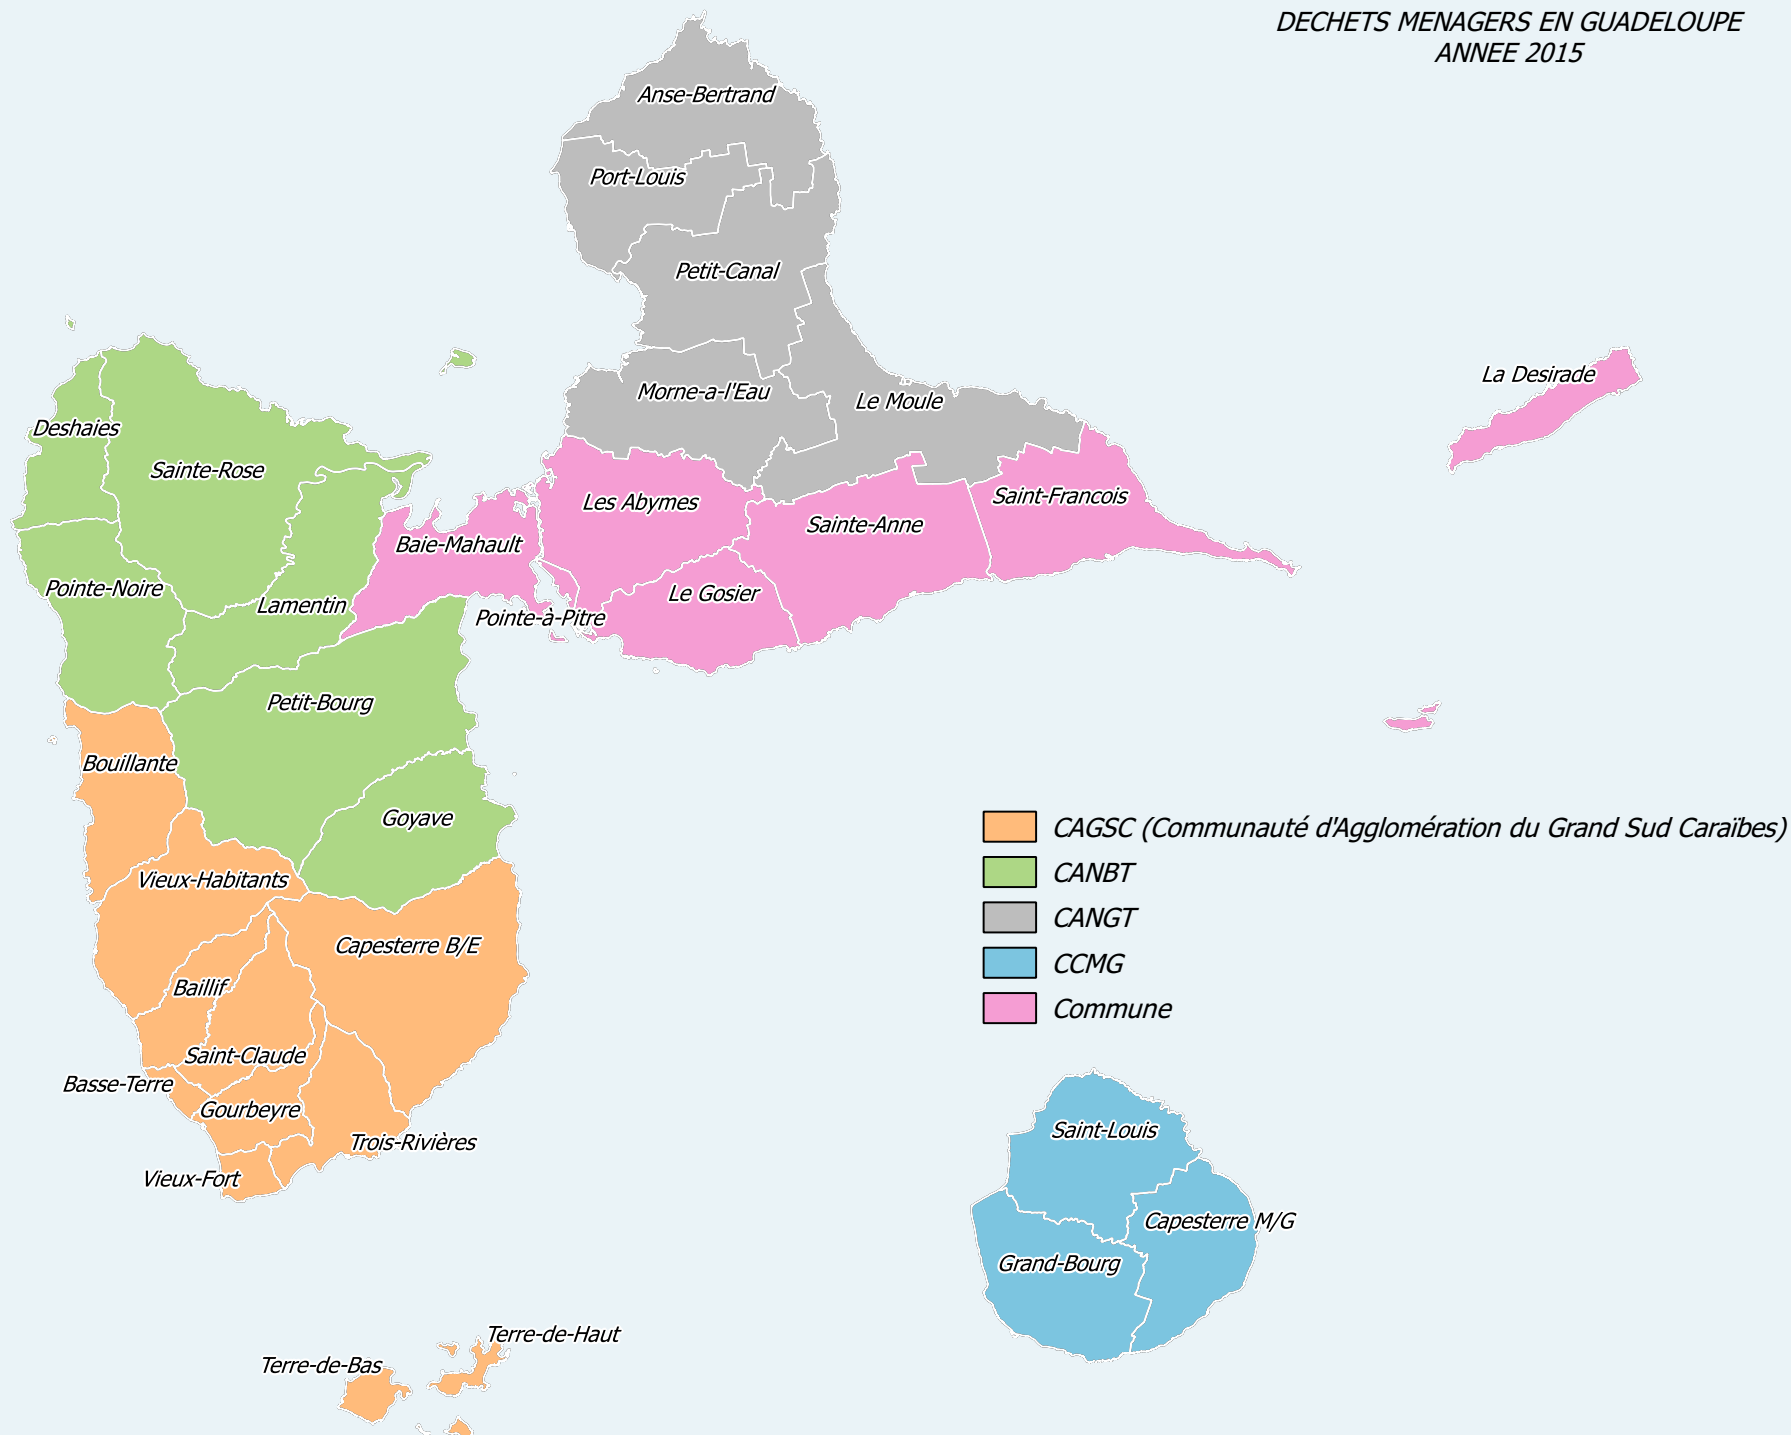 DECHETS MENAGERS EN GUADELOUPE
ANNEE 2015
Anse-Bertrand
Port-Louis
Petit-Canal
Morne-a-l'Eau
Le Moule
La Desirade
Deshaies
Sainte-Rose
Les Abymes
Saint-Francois
Sainte-Anne
Baie-Mahault
Pointe-Noire
Le Gosier
Lamentin
Pointe-à-Pitre
Petit-Bourg
Bouillante
Goyave
Vieux-Habitants
Capesterre B/E
Baillif
Saint-Claude
Basse-Terre
Gourbeyre
Trois-Rivières
Vieux-Fort
CAGSC (Communauté d'Agglomération du Grand Sud Caraïbes)
CANBT
CANGT
CCMG
Commune
Saint-Louis
Capesterre M/G
Grand-Bourg
Terre-de-Haut
Terre-de-Bas